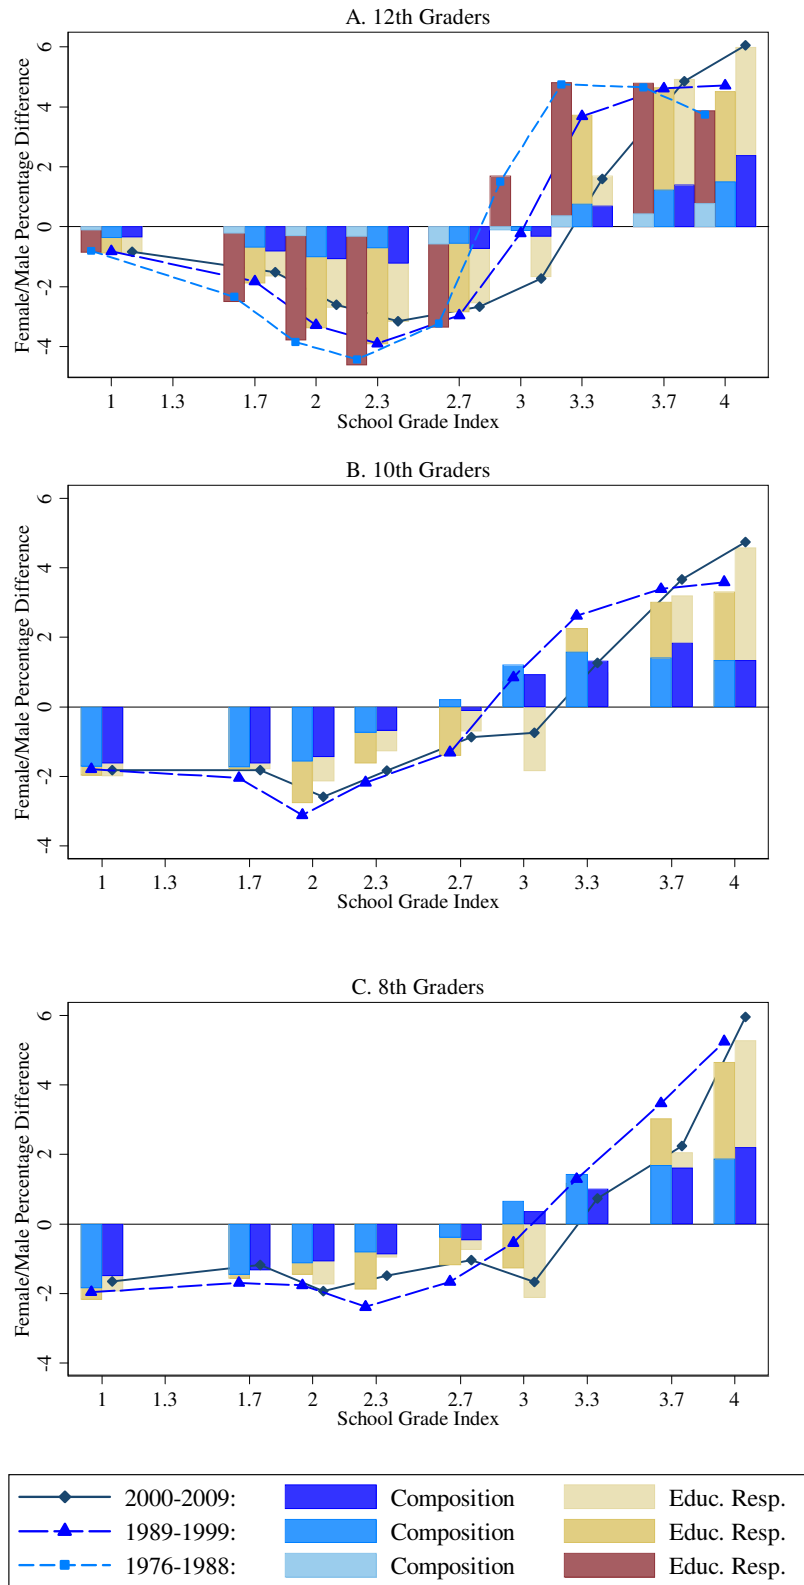 A. 12th Graders
Female/Male Percentage Difference
6
4
2
0
-2
-4
1 1.3 1.7 2 2.3 2.7 3 3.3 3.7 4
School Grade Index
B. 10th Graders
Female/Male Percentage Difference
6
4
2
0
-2
-4
1 1.3 1.7 2 2.3 2.7 3 3.3 3.7 4
School Grade Index
C. 8th Graders
Female/Male Percentage Difference
6
4
2
0
-2
-4
1 1.3 1.7 2 2.3 2.7 3 3.3 3.7 4
School Grade Index
2000-2009: Composition Educ. Resp.
1989-1999: Composition Educ. Resp.
1976-1988: Composition Educ. Resp.